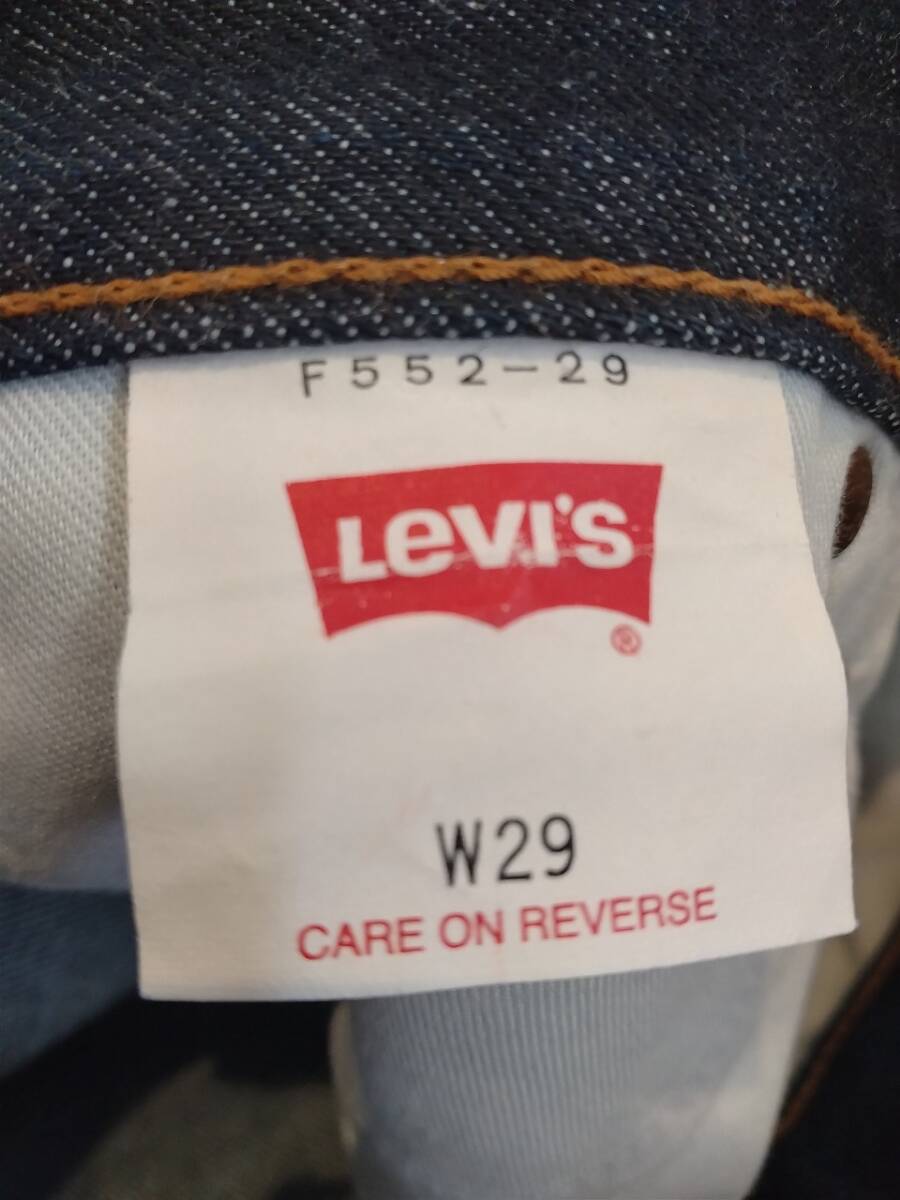 F552-29
LEVI'S
®
W29
CARE ON REVERSE